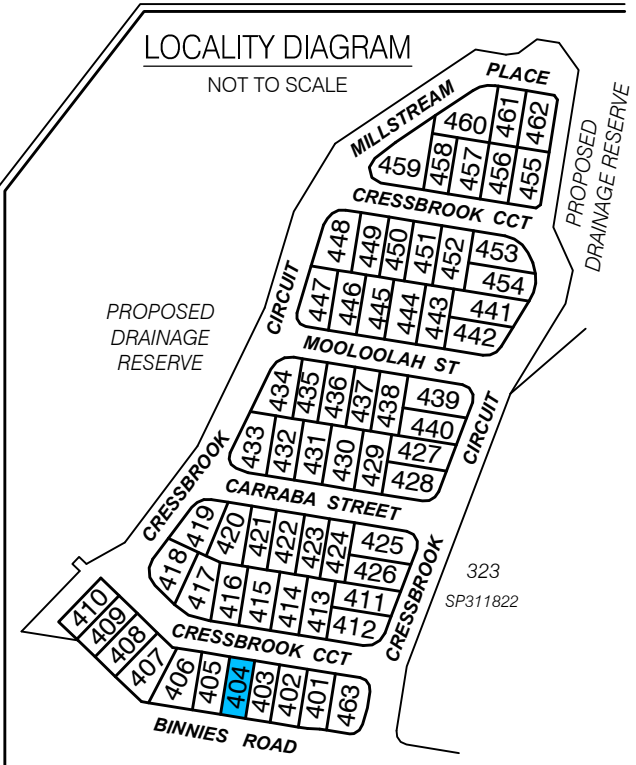 LOCALITY DIAGRAM
NOT TO SCALE
MILLSTREAM PLACE
460 461 462
459 458 457 456 455
CRESSBROOK CCT
PROPOSED
DRAINAGE RESERVE
448 449 450 451 452 453
454
447 446 445 444 443 441
442
CIRCUIT
PROPOSED
DRAINAGE
RESERVE
MOOLOOLAH ST
434 435 436 437 438 439
440
433 432 431 430 429 427
428
CIRCUIT
CARRABA STREET
CRESSBROOK
419 420 421 422 423 424 425
426
418 417 416 415 414 413 411
412
CRESSBROOK
323
SP311822
CRESSBROOK CCT
410
409
408
407 406 405 404 403 402 401 463
BINNIES ROAD